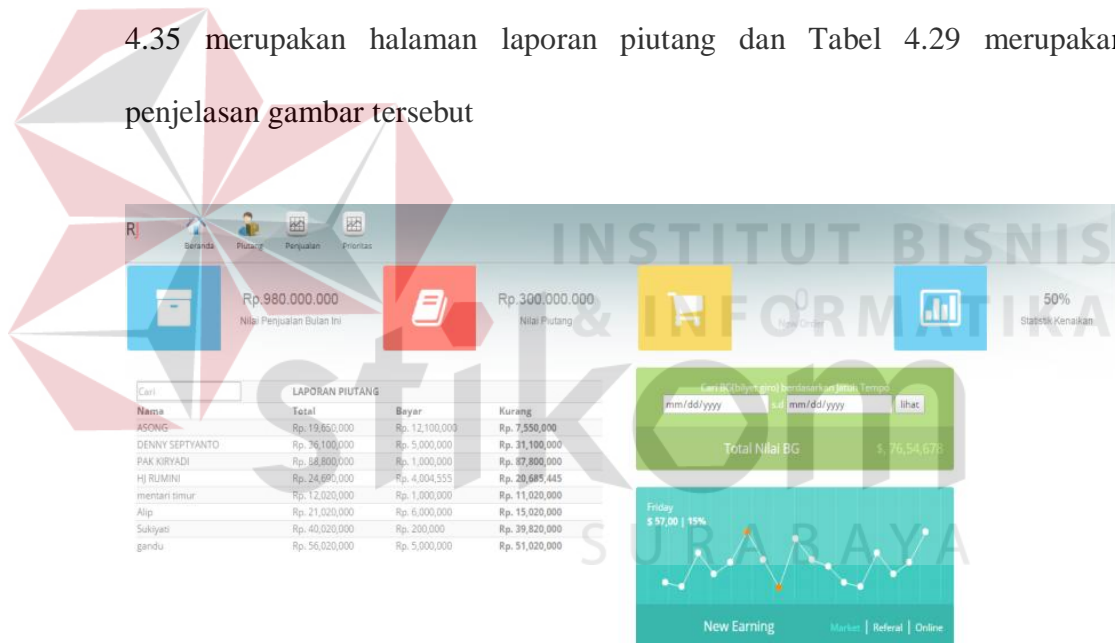 4.35 merupakan halaman laporan piutang dan Tabel 4.29 merupakan
penjelasan gambar tersebut
RJ
Beranda Piutang Penjualan Prioritas
INSTITUT BISNIS
& INFORMATIKA
stikom
SURABAYA
Rp.980.000.000
Nilai Penjualan Bulan Ini
Rp.300.000.000
Nilai Piutang
0
New Order
50%
Statistik Kenaikan
Cari
LAPORAN PIUTANG
Nama Total Bayar Kurang
ASONG Rp. 19,650,000 Rp. 12,100,000 Rp. 7,550,000
DENNY SEPTYANTO Rp. 36,100,000 Rp. 5,000,000 Rp. 31,100,000
PAK KIRYADI Rp. 88,800,000 Rp. 1,000,000 Rp. 87,800,000
HJ RUMINI Rp. 24,690,000 Rp. 4,004,555 Rp. 20,685,445
mentari timur Rp. 12,020,000 Rp. 1,000,000 Rp. 11,020,000
Alip Rp. 21,020,000 Rp. 6,000,000 Rp. 15,020,000
Sukiyati Rp. 40,020,000 Rp. 200,000 Rp. 39,820,000
gandu Rp. 56,020,000 Rp. 5,000,000 Rp. 51,020,000
Cari BG(bilyet giro) berdasarkan Jatuh Tempo
mm/dd/yyyy s.d mm/dd/yyyy lihat
Total Nilai BG $, 76,54,678
Friday
$ 57,00 | 15%
New Earning Market | Referal | Online